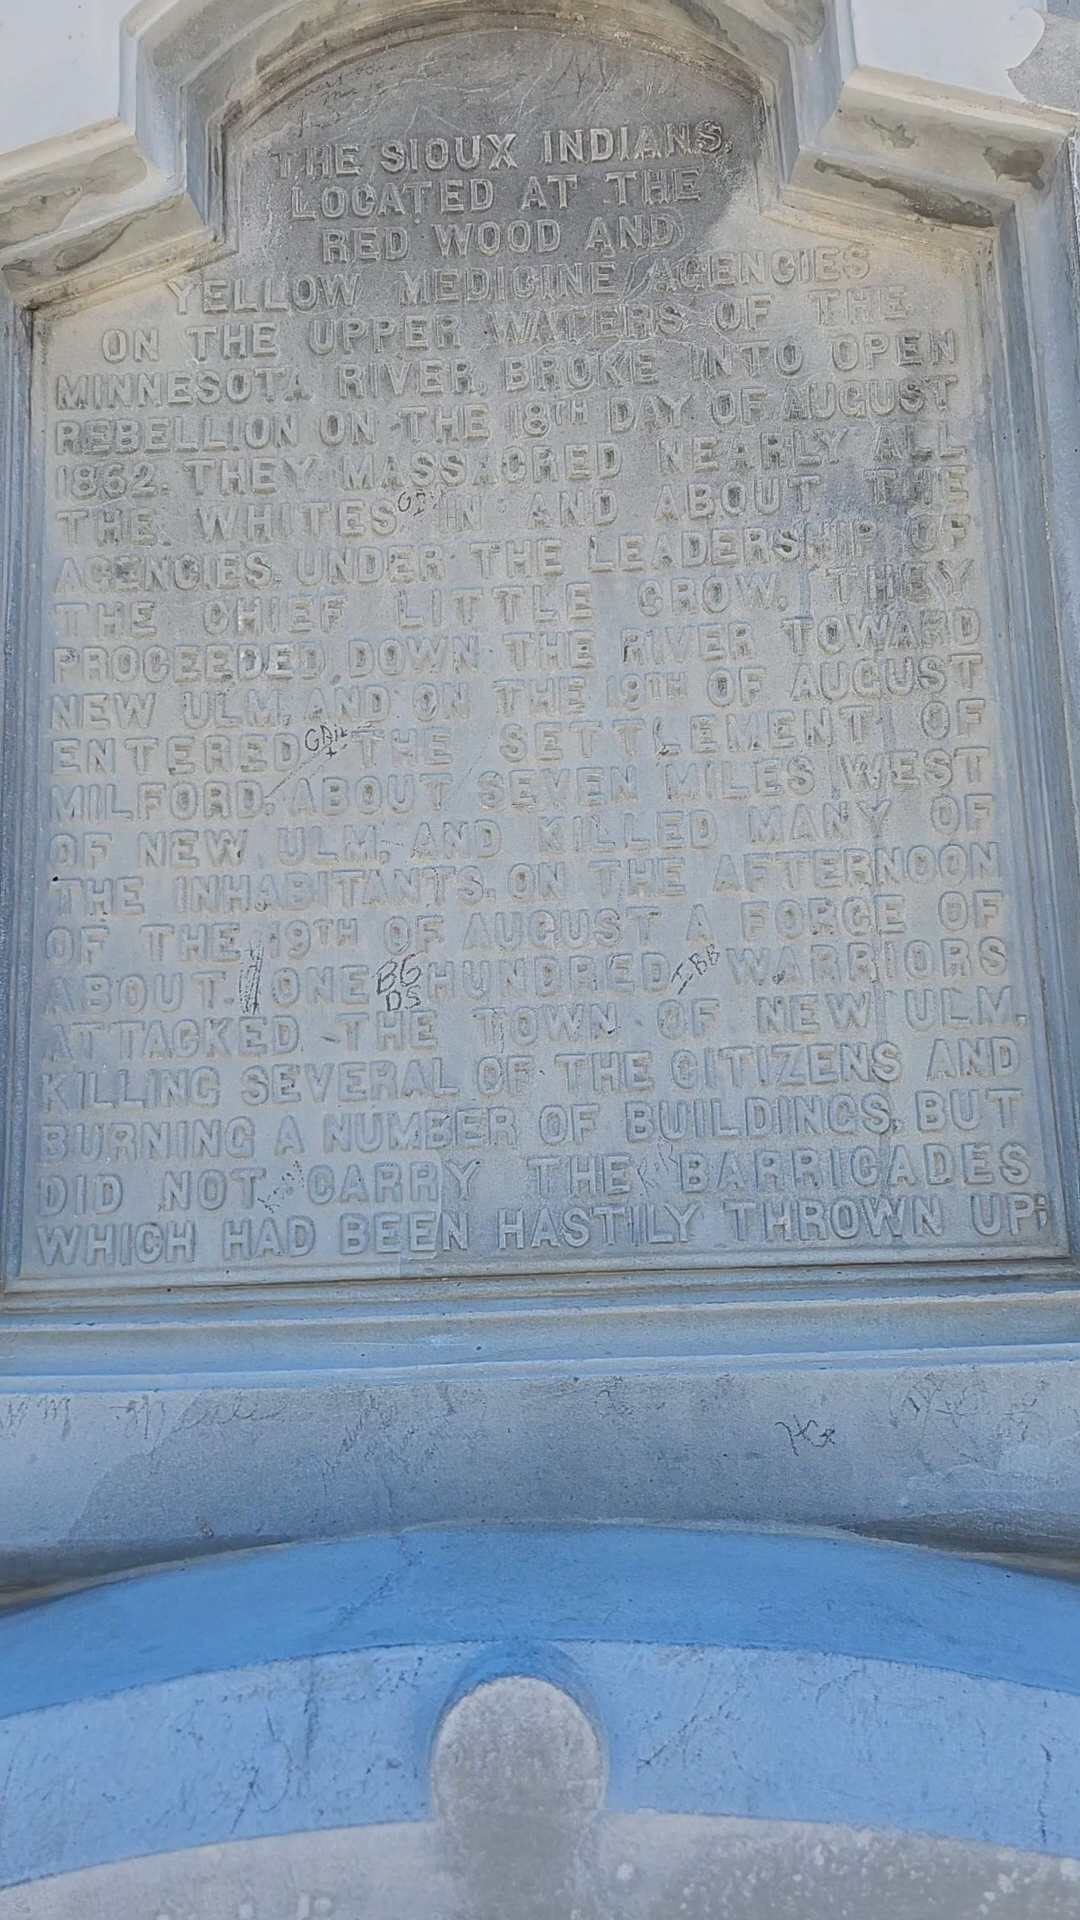 THE SIOUX INDIANS,
LOCATED AT THE
RED WOOD AND
YELLOW MEDICINE AGENCIES
ON THE UPPER WATERS OF THE
MINNESOTA RIVER, BROKE INTO OPEN
REBELLION ON THE 18TH DAY OF AUGUST
1862. THEY MASSACRED NEARLY ALL
THE WHITES IN AND ABOUT THE
AGENCIES. UNDER THE LEADERSHIP OF
THE CHIEF LITTLE CROW, THEY
PROCEEDED DOWN THE RIVER TOWARD
NEW ULM, AND ON THE 19TH OF AUGUST
ENTERED THE SETTLEMENT OF
MILFORD, ABOUT SEVEN MILES WEST
OF NEW ULM, AND KILLED MANY OF
THE INHABITANTS. ON THE AFTERNOON
OF THE 19TH OF AUGUST A FORCE OF
ABOUT ONE BG HUNDRED WARRIORS
DS
ATTACKED THE TOWN OF NEW ULM,
KILLING SEVERAL OF THE CITIZENS AND
BURNING A NUMBER OF BUILDINGS, BUT
DID NOT CARRY THE BARRICADES
WHICH HAD BEEN HASTILY THROWN UP;